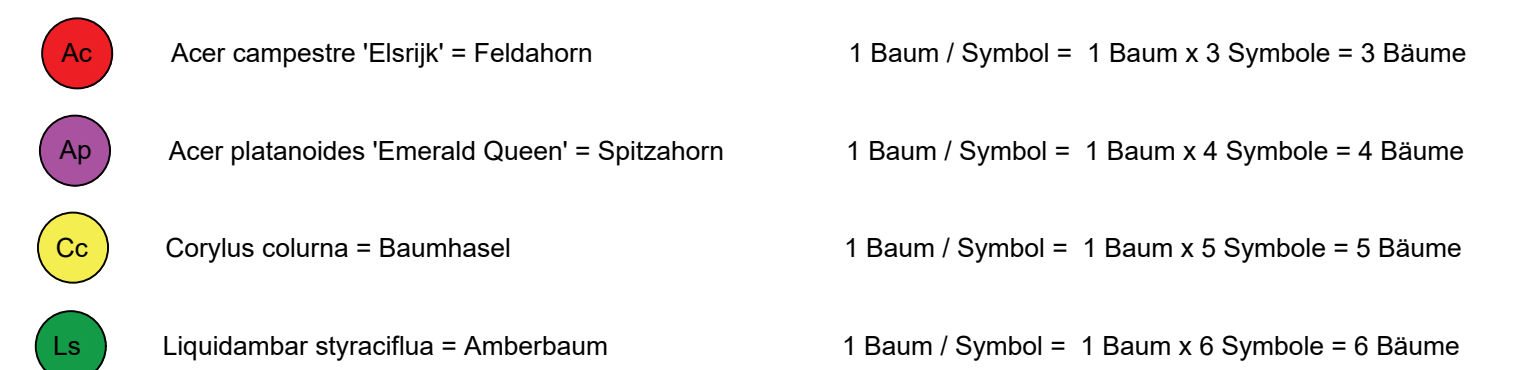 Ac Acer campestre 'Elsrijk' = Feldahorn 1 Baum / Symbol = 1 Baum x 3 Symbole = 3 Bäume
Ap Acer platanoides 'Emerald Queen' = Spitzahorn 1 Baum / Symbol = 1 Baum x 4 Symbole = 4 Bäume
Cc Corylus colurna = Baumhasel 1 Baum / Symbol = 1 Baum x 5 Symbole = 5 Bäume
Ls Liquidambar styraciflua = Amberbaum 1 Baum / Symbol = 1 Baum x 6 Symbole = 6 Bäume